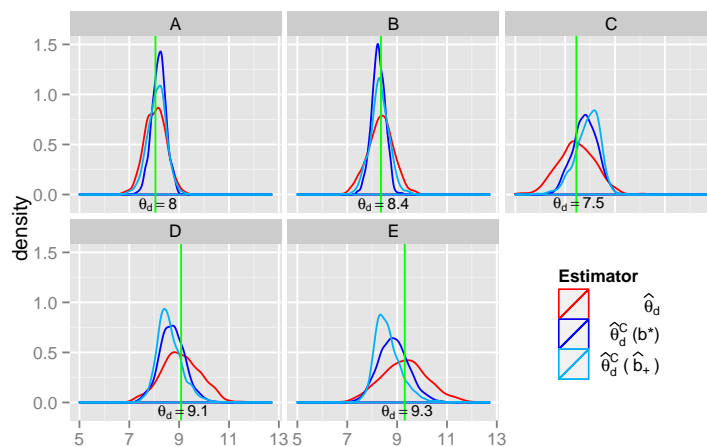 A B C
1.5
1.0
0.5
0.0
θd = 8 θd = 8.4 θd = 7.5
density
D E
1.5
1.0
0.5
0.0
θd = 9.1 θd = 9.3
5 7 9 11 13 5 7 9 11 13
Estimator
θ̂d
θ̂dC (b*)
θ̂dC ( b̂+)